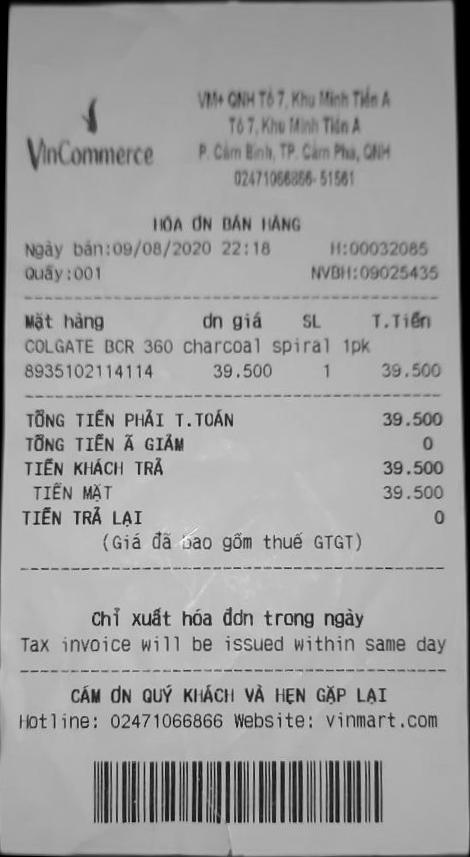 VinCommerce
VM+ QNH Tổ 7, Khu Minh Tiến A
Tổ 7, Khu Minh Tiến A
P. Cẩm Bình, TP. Cẩm Phả, QNH
02471066866-51561
HÓA ĐN BÁN HÀNG
Ngày bán:09/08/2020 22:18 H:00032085
Quầy:001 NVBH:09025435
Mặt hàng đn giá SL T.Tiền
COLGATE BCR 360 charcoal spiral 1pk
8935102114114 39.500 1 39.500
TỔNG TIỀN PHẢI T.TOÁN 39.500
TỔNG TIỀN Ã GIẢM 0
TIỀN KHÁCH TRẢ 39.500
TIỀN MẶT 39.500
TIỀN TRẢ LẠI 0
(Giá đã bao gồm thuế GTGT)
Chỉ xuất hóa đơn trong ngày
Tax invoice will be issued within same day
CẢM ƠN QUÝ KHÁCH VÀ HẸN GẶP LẠI
Hotline: 02471066866 Website: vinmart.com